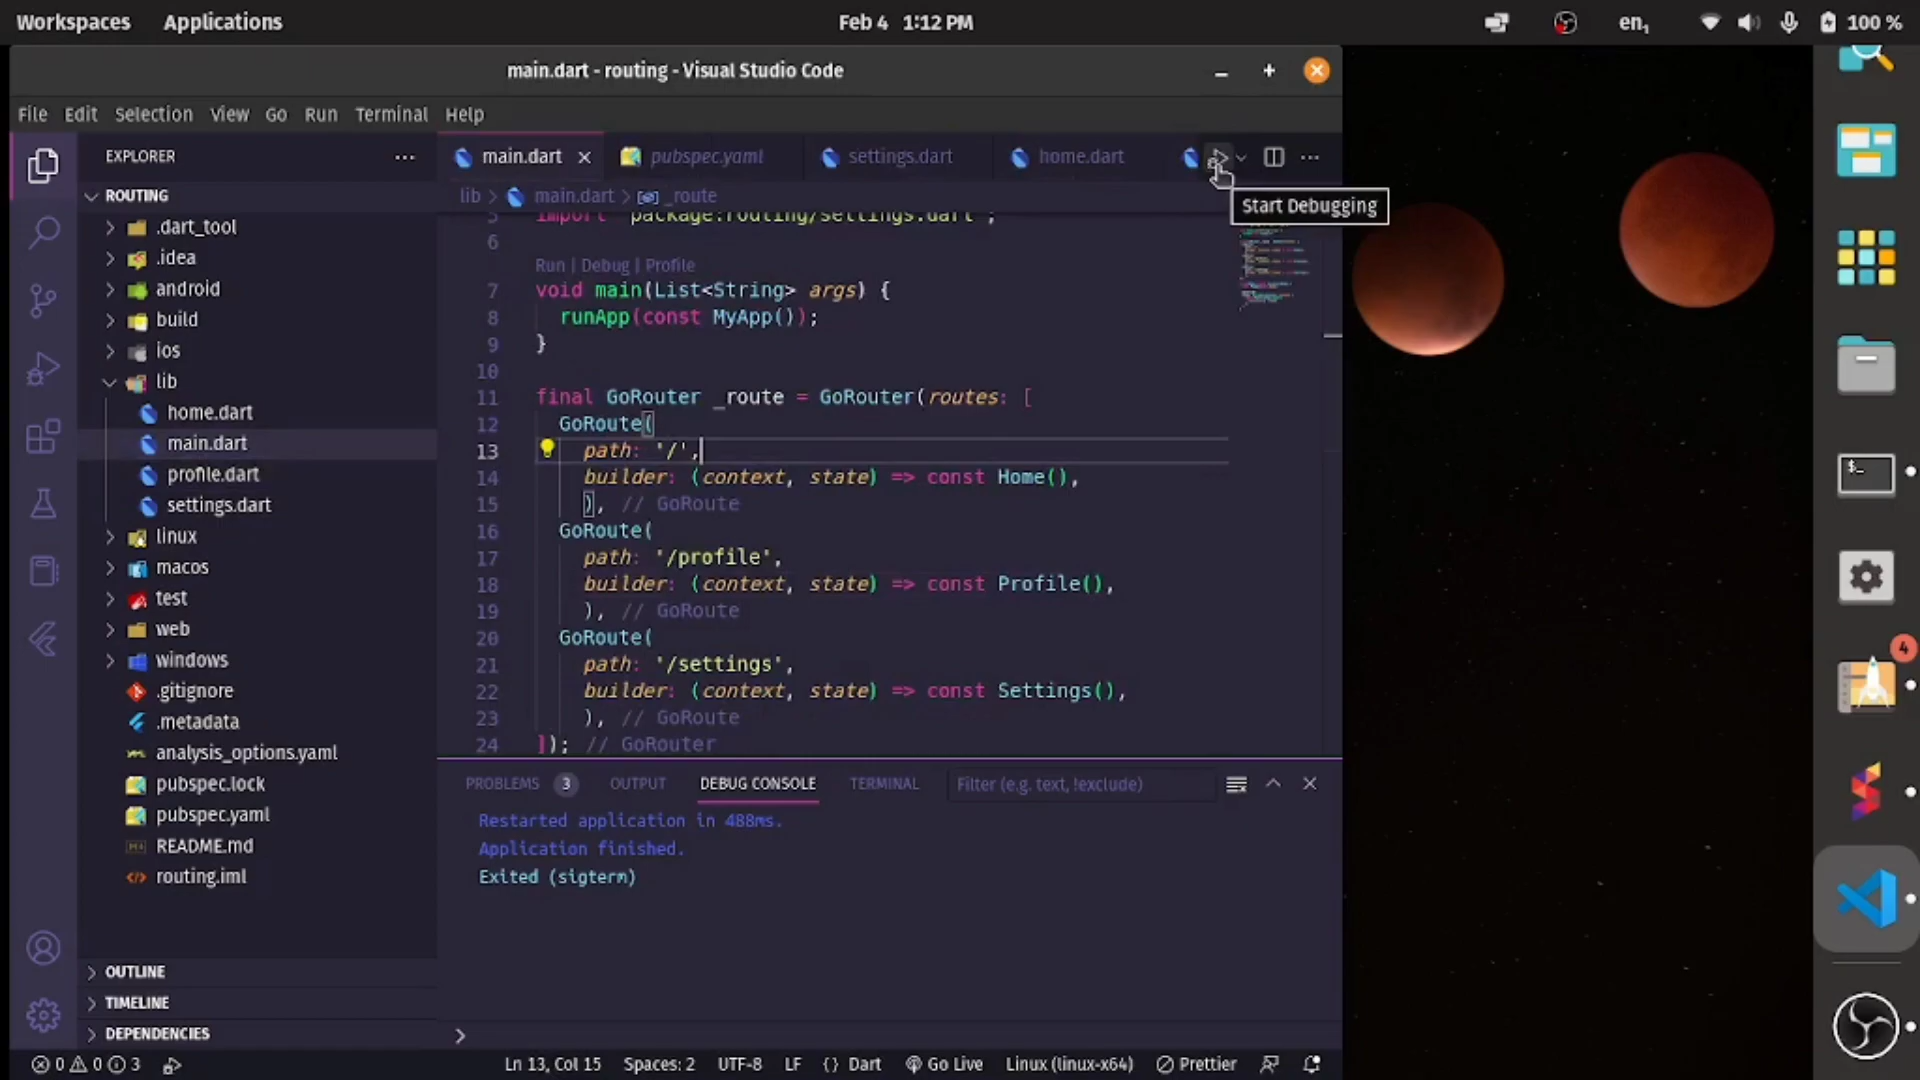 Workspaces Applications Feb 4 1:12 PM en₁ 100 %
main.dart - routing - Visual Studio Code
File Edit Selection View Go Run Terminal Help
EXPLORER
ROUTING
.dart_tool
.idea
android
build
ios
lib
home.dart
main.dart
profile.dart
settings.dart
linux
macos
test
web
windows
.gitignore
.metadata
analysis_options.yaml
pubspec.lock
pubspec.yaml
README.md
routing.iml
OUTLINE
TIMELINE
DEPENDENCIES
main.dart pubspec.yaml settings.dart home.dart
Start Debugging
lib > main.dart > _route
5 import 'package:routing/settings.dart';
6
Run | Debug | Profile
7 void main(List<String> args) {
8 runApp(const MyApp());
9 }
10
11 final GoRouter _route = GoRouter(routes: [
12 GoRoute(
13 path: '/',
14 builder: (context, state) => const Home(),
15 ), // GoRoute
16 GoRoute(
17 path: '/profile',
18 builder: (context, state) => const Profile(),
19 ), // GoRoute
20 GoRoute(
21 path: '/settings',
22 builder: (context, state) => const Settings(),
23 ), // GoRoute
24 ]); // GoRouter
PROBLEMS 3 OUTPUT DEBUG CONSOLE TERMINAL Filter (e.g. text, !exclude)
Restarted application in 488ms.
Application finished.
Exited (sigterm)
4
0 0 3 Ln 13, Col 15 Spaces: 2 UTF-8 LF {} Dart Go Live Linux (linux-x64) Prettier